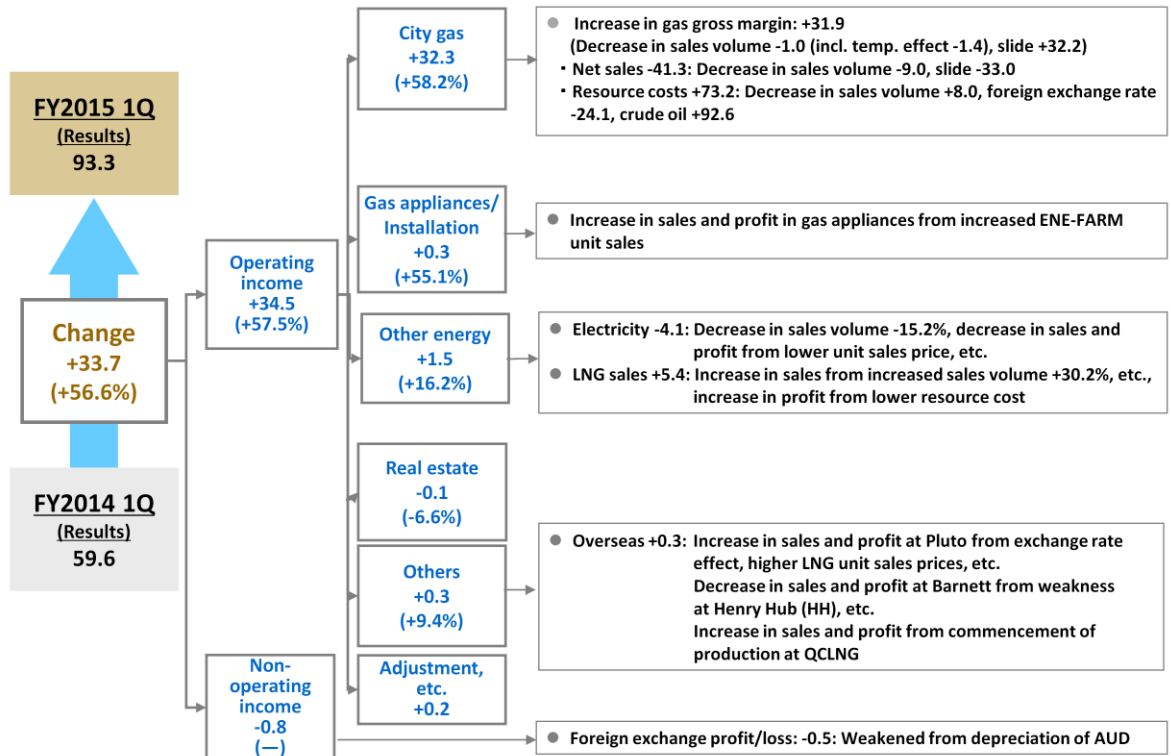 FY2015 1Q
(Results)
93.3
Change
+33.7
(+56.6%)
FY2014 1Q
(Results)
59.6
Operating
income
+34.5
(+57.5%)
Non-
operating
income
-0.8
(—)
City gas
+32.3
(+58.2%)
Gas appliances/
Installation
+0.3
(+55.1%)
Other energy
+1.5
(+16.2%)
Real estate
-0.1
(-6.6%)
Others
+0.3
(+9.4%)
Adjustment,
etc.
+0.2
● Increase in gas gross margin: +31.9
(Decrease in sales volume -1.0 (incl. temp. effect -1.4), slide +32.2)
・Net sales -41.3: Decrease in sales volume -9.0, slide -33.0
・Resource costs +73.2: Decrease in sales volume +8.0, foreign exchange rate
-24.1, crude oil +92.6
● Increase in sales and profit in gas appliances from increased ENE-FARM
unit sales
● Electricity -4.1: Decrease in sales volume -15.2%, decrease in sales and
profit from lower unit sales price, etc.
● LNG sales +5.4: Increase in sales from increased sales volume +30.2%, etc.,
increase in profit from lower resource cost
● Overseas +0.3: Increase in sales and profit at Pluto from exchange rate
effect, higher LNG unit sales prices, etc.
Decrease in sales and profit at Barnett from weakness
at Henry Hub (HH), etc.
Increase in sales and profit from commencement of
production at QCLNG
● Foreign exchange profit/loss: -0.5: Weakened from depreciation of AUD